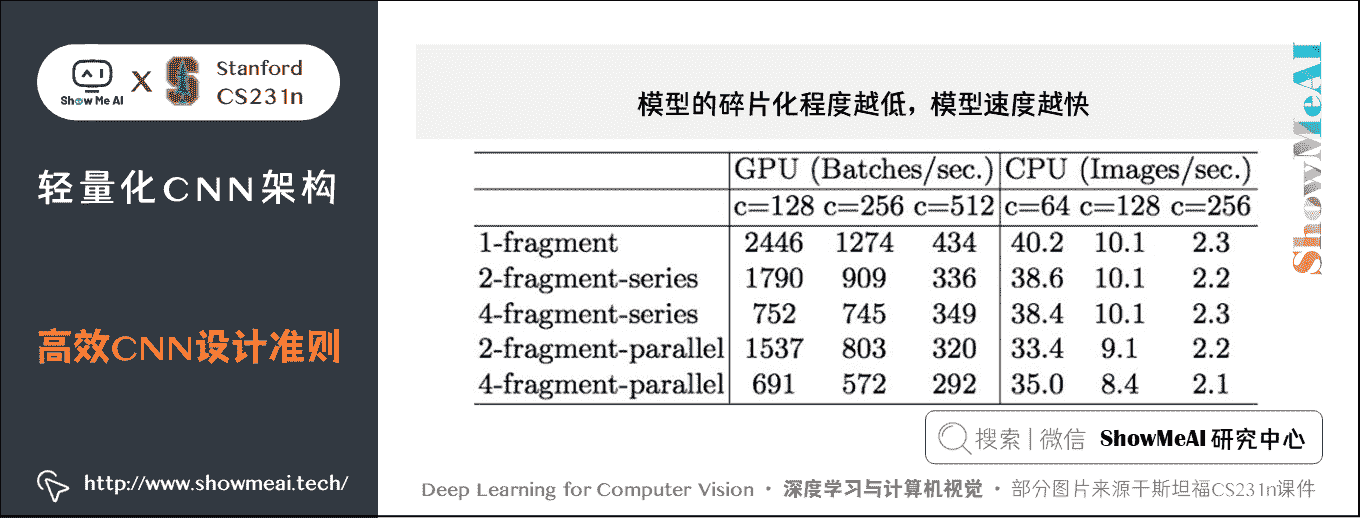 Show Me AI X Stanford CS231n
轻量化CNN架构
高效CNN设计准则
http://www.showmeai.tech/
模型的碎片化程度越低，模型速度越快
GPU (Batches/sec.) CPU (Images/sec.)
c=128 c=256 c=512 c=64 c=128 c=256
1-fragment 2446 1274 434 40.2 10.1 2.3
2-fragment-series 1790 909 336 38.6 10.1 2.2
4-fragment-series 752 745 349 38.4 10.1 2.3
2-fragment-parallel 1537 803 320 33.4 9.1 2.2
4-fragment-parallel 691 572 292 35.0 8.4 2.1
ShowMeAI
搜索 | 微信 ShowMeAI 研究中心
Deep Learning for Computer Vision · 深度学习与计算机视觉 · 部分图片来源于斯坦福CS231n课件